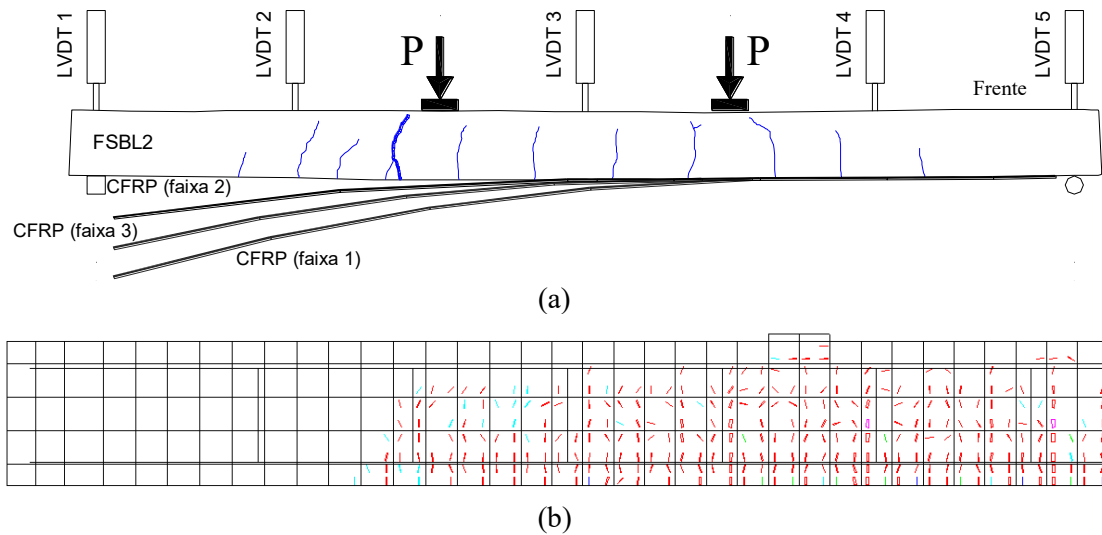 LVDT 1
LVDT 2
LVDT 3
LVDT 4
LVDT 5
P
P
Frente
FSBL2
CFRP (faixa 2)
CFRP (faixa 3)
CFRP (faixa 1)
(a)
(b)